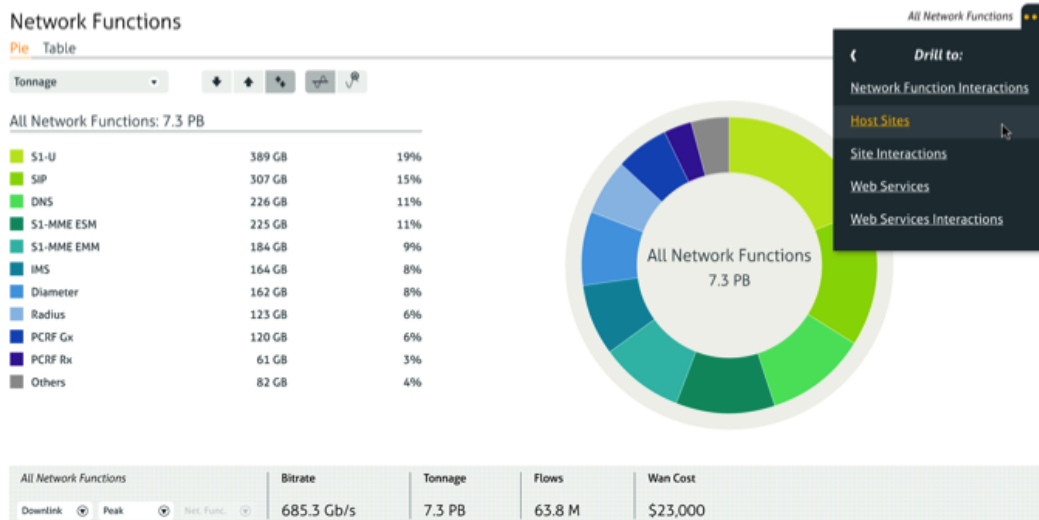 Network Functions
All Network Functions
Pie Table
Drill to:
Tonnage
Network Function Interactions
Host Sites
Site Interactions
Web Services
Web Services Interactions
All Network Functions: 7.3 PB
S1-U 389 GB 19%
SIP 307 GB 15%
DNS 226 GB 11%
S1-MME ESM 225 GB 11%
S1-MME EMM 184 GB 9%
IMS 164 GB 8%
Diameter 162 GB 8%
Radius 123 GB 6%
PCRF Gx 120 GB 6%
PCRF Rx 61 GB 3%
Others 82 GB 4%
All Network Functions
7.3 PB
All Network Functions Bitrate Tonnage Flows Wan Cost
Downlink Peak Net. Func. 685.3 Gb/s 7.3 PB 63.8 M $23,000